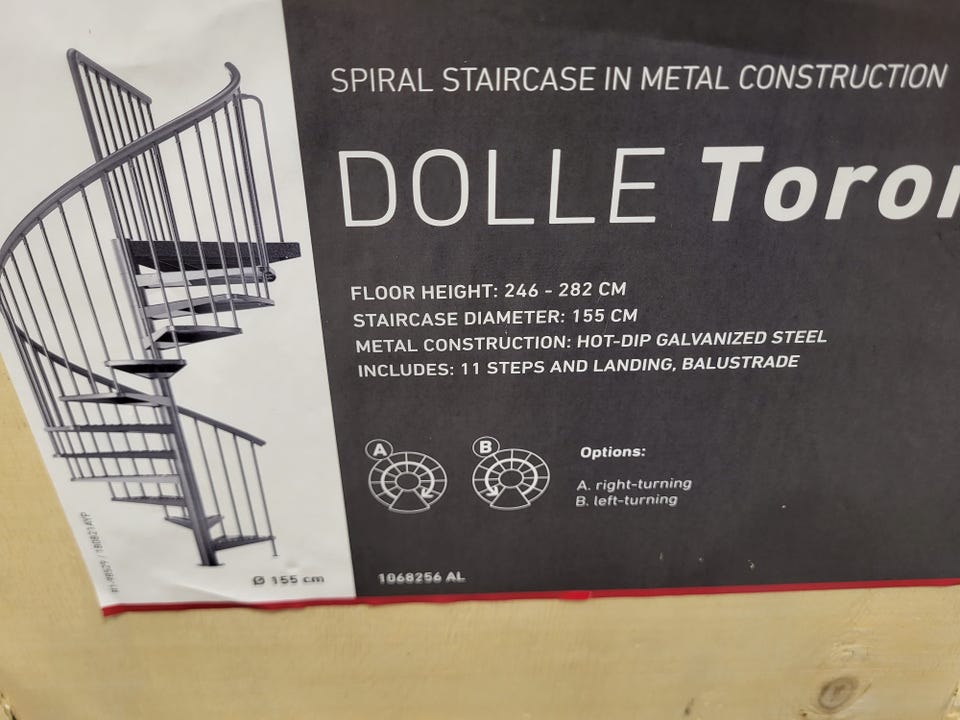 SPIRAL STAIRCASE IN METAL CONSTRUCTION
DOLLE Toron
FLOOR HEIGHT: 246 - 282 CM
STAIRCASE DIAMETER: 155 CM
METAL CONSTRUCTION: HOT-DIP GALVANIZED STEEL
INCLUDES: 11 STEPS AND LANDING, BALUSTRADE
A
B
Options:
A. right-turning
B. left-turning
Ø 155 cm
1068256 AL